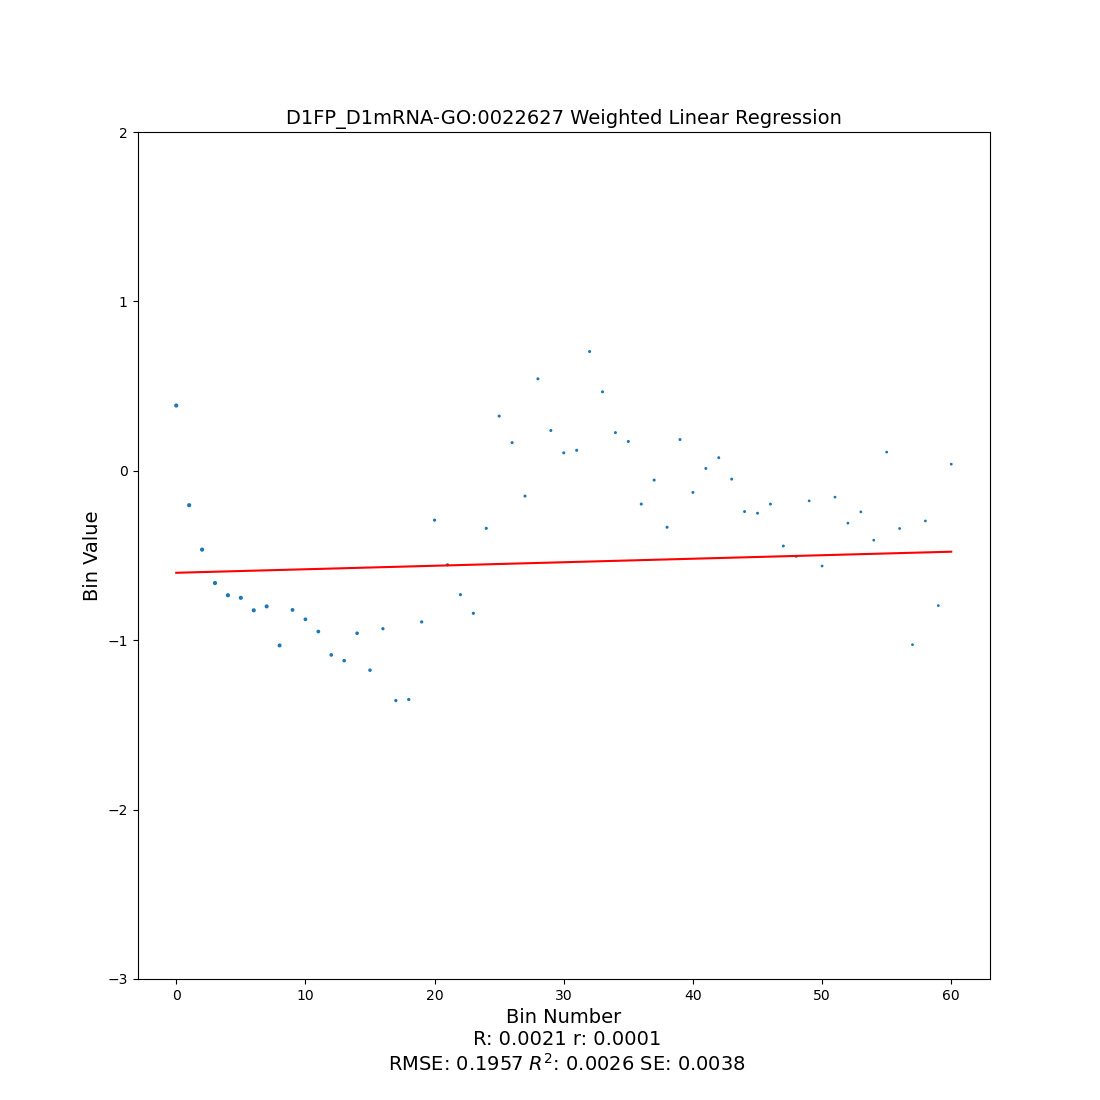 D1FP_D1mRNA-GO:0022627 Weighted Linear Regression
2
1
0
−1
−2
−3
Bin Value
0 10 20 30 40 50 60
Bin Number
R: 0.0021 r: 0.0001
RMSE: 0.1957 R²: 0.0026 SE: 0.0038